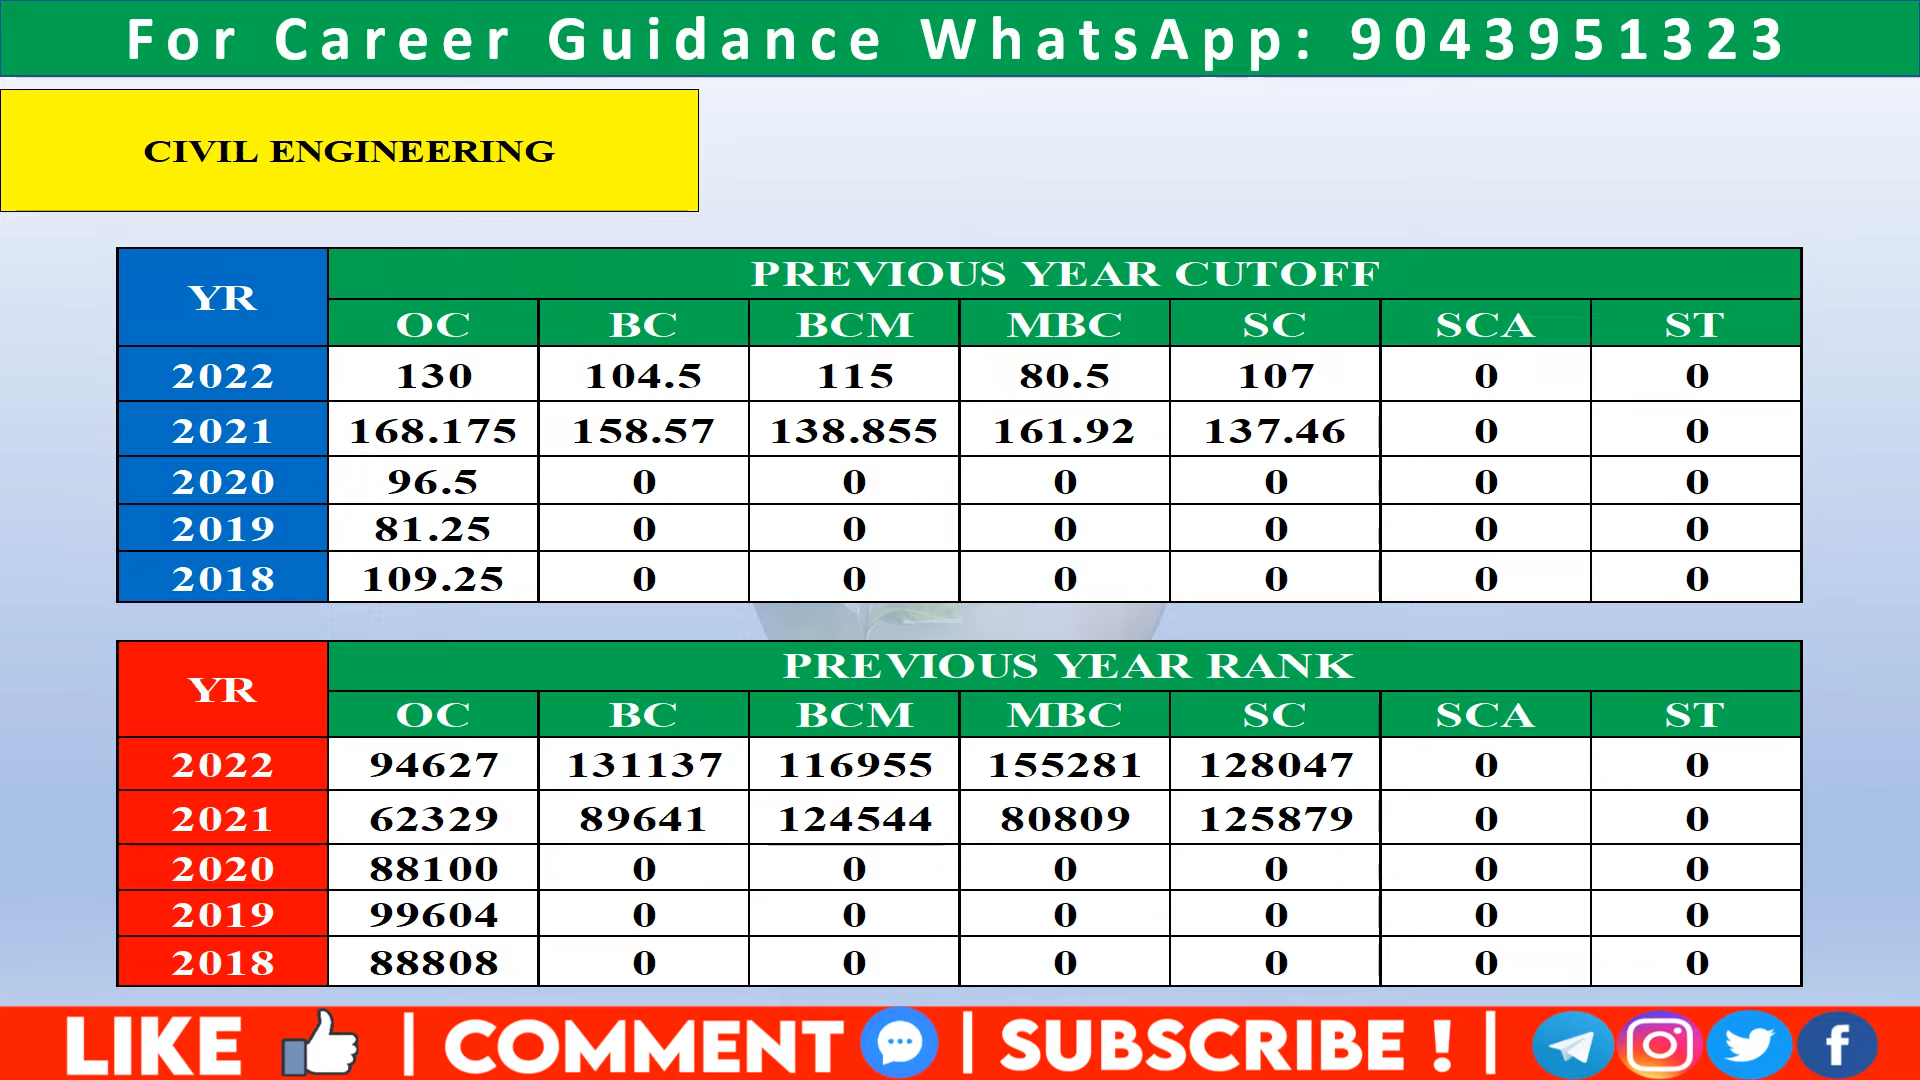 For Career Guidance WhatsApp: 9043951323
CIVIL ENGINEERING
YR PREVIOUS YEAR CUTOFF
OC BC BCM MBC SC SCA ST
2022 130 104.5 115 80.5 107 0 0
2021 168.175 158.57 138.855 161.92 137.46 0 0
2020 96.5 0 0 0 0 0 0
2019 81.25 0 0 0 0 0 0
2018 109.25 0 0 0 0 0 0
YR PREVIOUS YEAR RANK
OC BC BCM MBC SC SCA ST
2022 94627 131137 116955 155281 128047 0 0
2021 62329 89641 124544 80809 125879 0 0
2020 88100 0 0 0 0 0 0
2019 99604 0 0 0 0 0 0
2018 88808 0 0 0 0 0 0
LIKE | COMMENT | SUBSCRIBE ! |